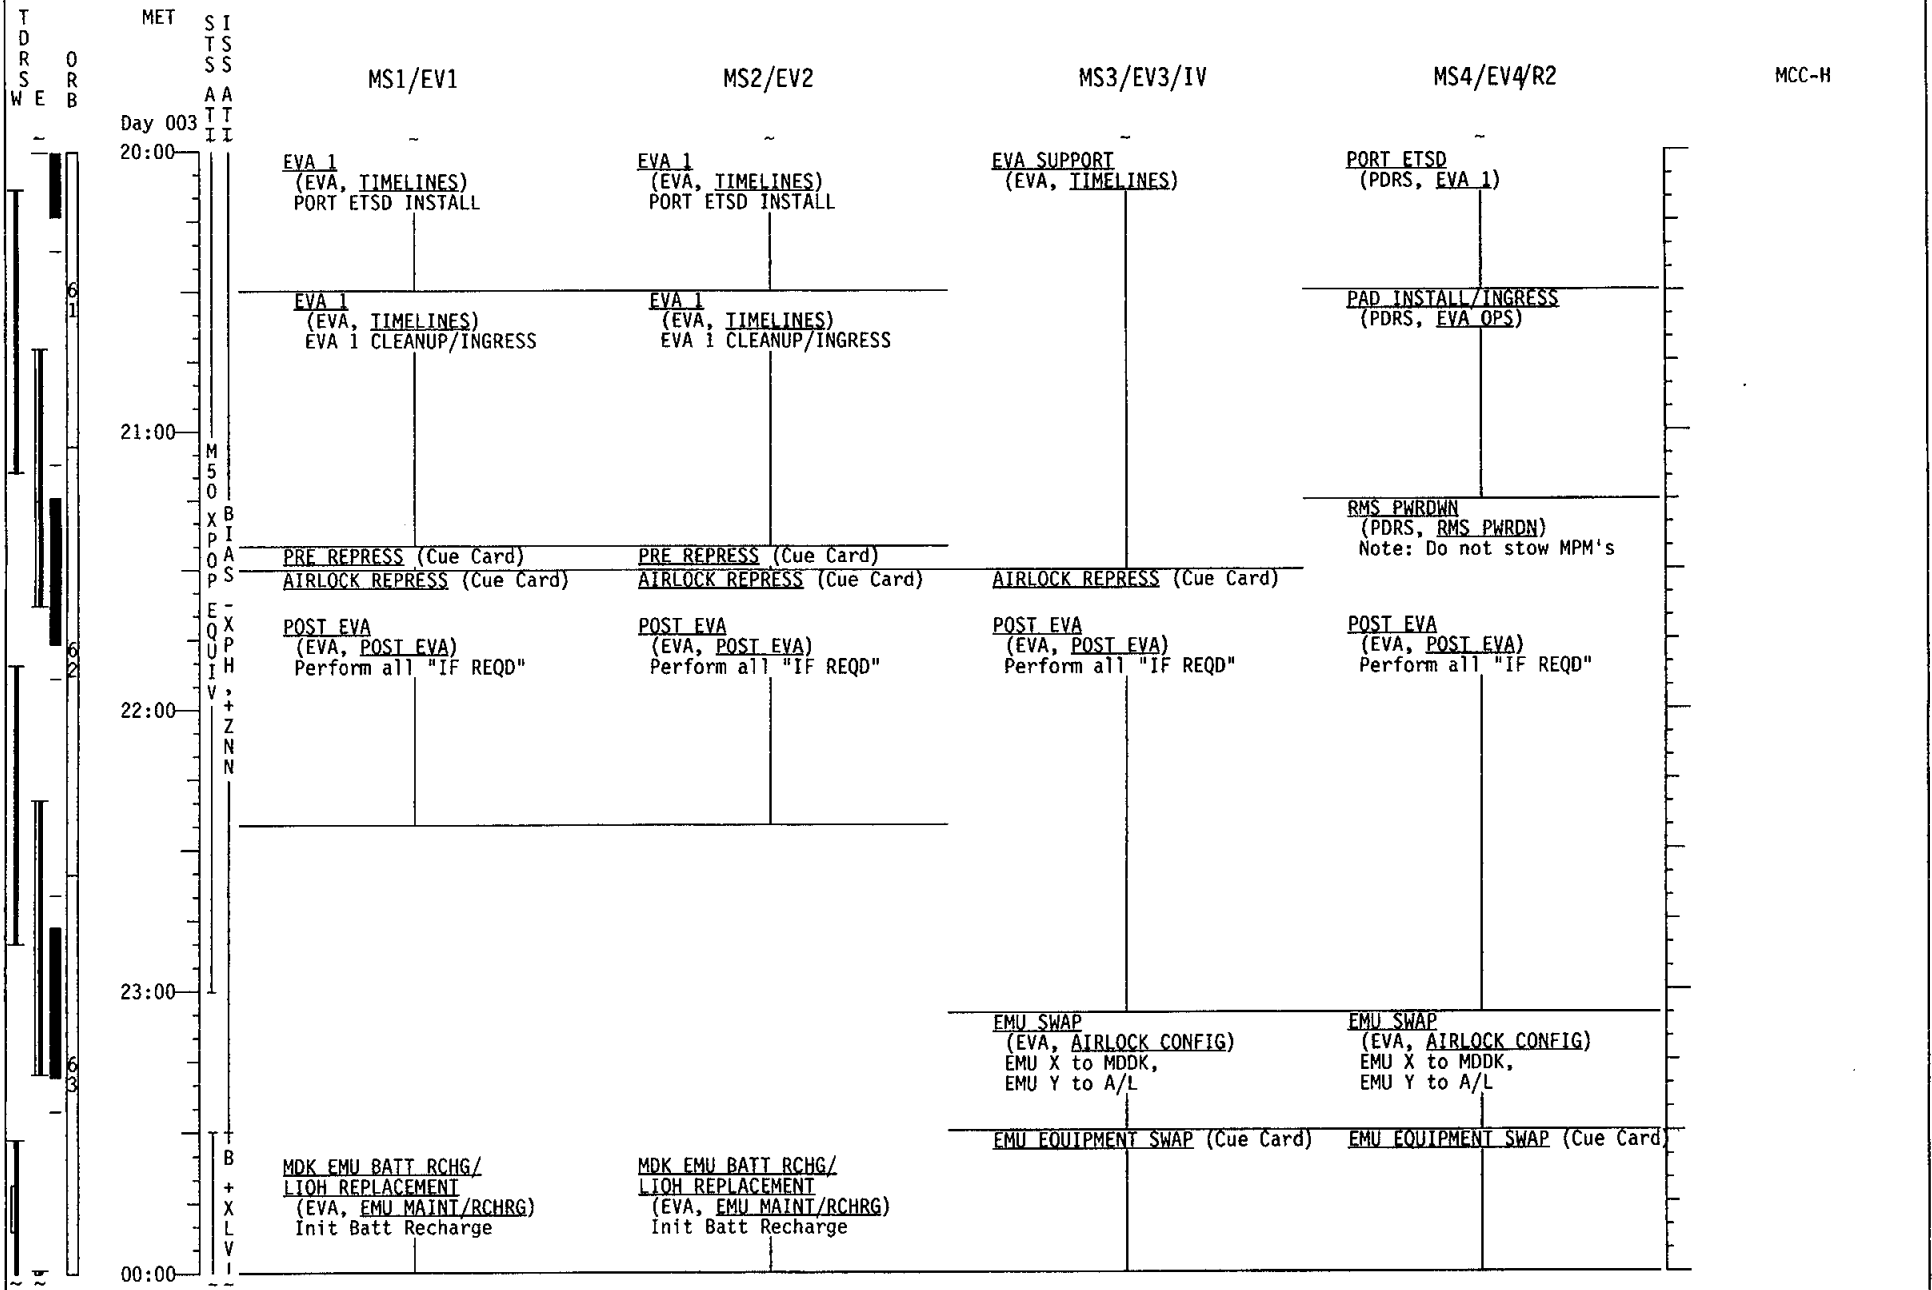 TDRS
W E
ORB
MET
STS ATT
ISS ATT
MS1/EV1
MS2/EV2
MS3/EV3/IV
MS4/EV4/R2
MCC-H
Day 003
20:00
21:00
22:00
23:00
00:00
61
62
63
M50 XPOP EQUIV
BIAS -XPH,+ZNN
B +XLV
EVA 1
(EVA, TIMELINES)
PORT ETSD INSTALL
EVA 1
(EVA, TIMELINES)
EVA 1 CLEANUP/INGRESS
PRE REPRESS (Cue Card)
AIRLOCK REPRESS (Cue Card)
POST EVA
(EVA, POST EVA)
Perform all "IF REQD"
MDK EMU BATT RCHG/
LIOH REPLACEMENT
(EVA, EMU MAINT/RCHRG)
Init Batt Recharge
EVA 1
(EVA, TIMELINES)
PORT ETSD INSTALL
EVA 1
(EVA, TIMELINES)
EVA 1 CLEANUP/INGRESS
PRE REPRESS (Cue Card)
AIRLOCK REPRESS (Cue Card)
POST EVA
(EVA, POST EVA)
Perform all "IF REQD"
MDK EMU BATT RCHG/
LIOH REPLACEMENT
(EVA, EMU MAINT/RCHRG)
Init Batt Recharge
EVA SUPPORT
(EVA, TIMELINES)
AIRLOCK REPRESS (Cue Card)
POST EVA
(EVA, POST EVA)
Perform all "IF REQD"
EMU SWAP
(EVA, AIRLOCK CONFIG)
EMU X to MDDK,
EMU Y to A/L
EMU EQUIPMENT SWAP (Cue Card)
PORT ETSD
(PDRS, EVA 1)
PAD INSTALL/INGRESS
(PDRS, EVA OPS)
RMS PWRDWN
(PDRS, RMS PWRDN)
Note: Do not stow MPM's
POST EVA
(EVA, POST EVA)
Perform all "IF REQD"
EMU SWAP
(EVA, AIRLOCK CONFIG)
EMU X to MDDK,
EMU Y to A/L
EMU EQUIPMENT SWAP (Cue Card)